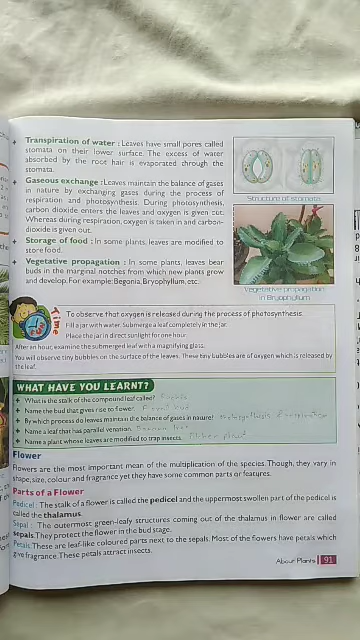 Transpiration of water : Leaves have small pores called
stomata on their lower surface. The excess of water
absorbed by the root hair is evaporated through the
stomata.
Gaseous exchange : Leaves maintain the balance of gases
in nature by exchanging gases during the process of
respiration and photosynthesis. During photosynthesis,
carbon dioxide enters the leaves and oxygen is given out.
Whereas during respiration, oxygen is taken in and carbon-
dioxide is given out.
Storage of food : In some plants, leaves are modified to
store food.
Vegetative propagation : In some plants, leaves bear
buds in the marginal notches from which new plants grow
and develop. For example: Begonia, Bryophyllum, etc.
Structure of stomata
Vegetative propagation
in Bryophyllum
Time
To observe that oxygen is released during the process of photosynthesis
Fill a jar with water. Submerge a leaf completely in the jar.
Place the jar in direct sunlight for one hour.
After an hour, examine the submerged leaf with a magnifying glass.
You will observe tiny bubbles on the surface of the leaves. These tiny bubbles are of oxygen which is released by
the leaf.
WHAT HAVE YOU LEARNT?
What is the stalk of the compound leaf called?
Name the bud that gives rise to flower.
By which process do leaves maintain the balance of gases in nature?
Name a leaf that has parallel venation.
Name a plant whose leaves are modified to trap insects.
Flower
Flowers are the most important mean of the multiplication of the species. Though, they vary in
shape, size, colour and fragrance yet they have some common parts or features.
Parts of a Flower
Pedicel : The stalk of a flower is called the pedicel and the uppermost swollen part of the pedicel is
called the thalamus.
Sepal : The outermost green-leafy structures coming out of the thalamus in flower are called
sepals. They protect the flower in the bud stage.
Petals: These are leaf-like coloured parts next to the sepals. Most of the flowers have petals which
give fragrance. These petals attract insects.
About Plants 91